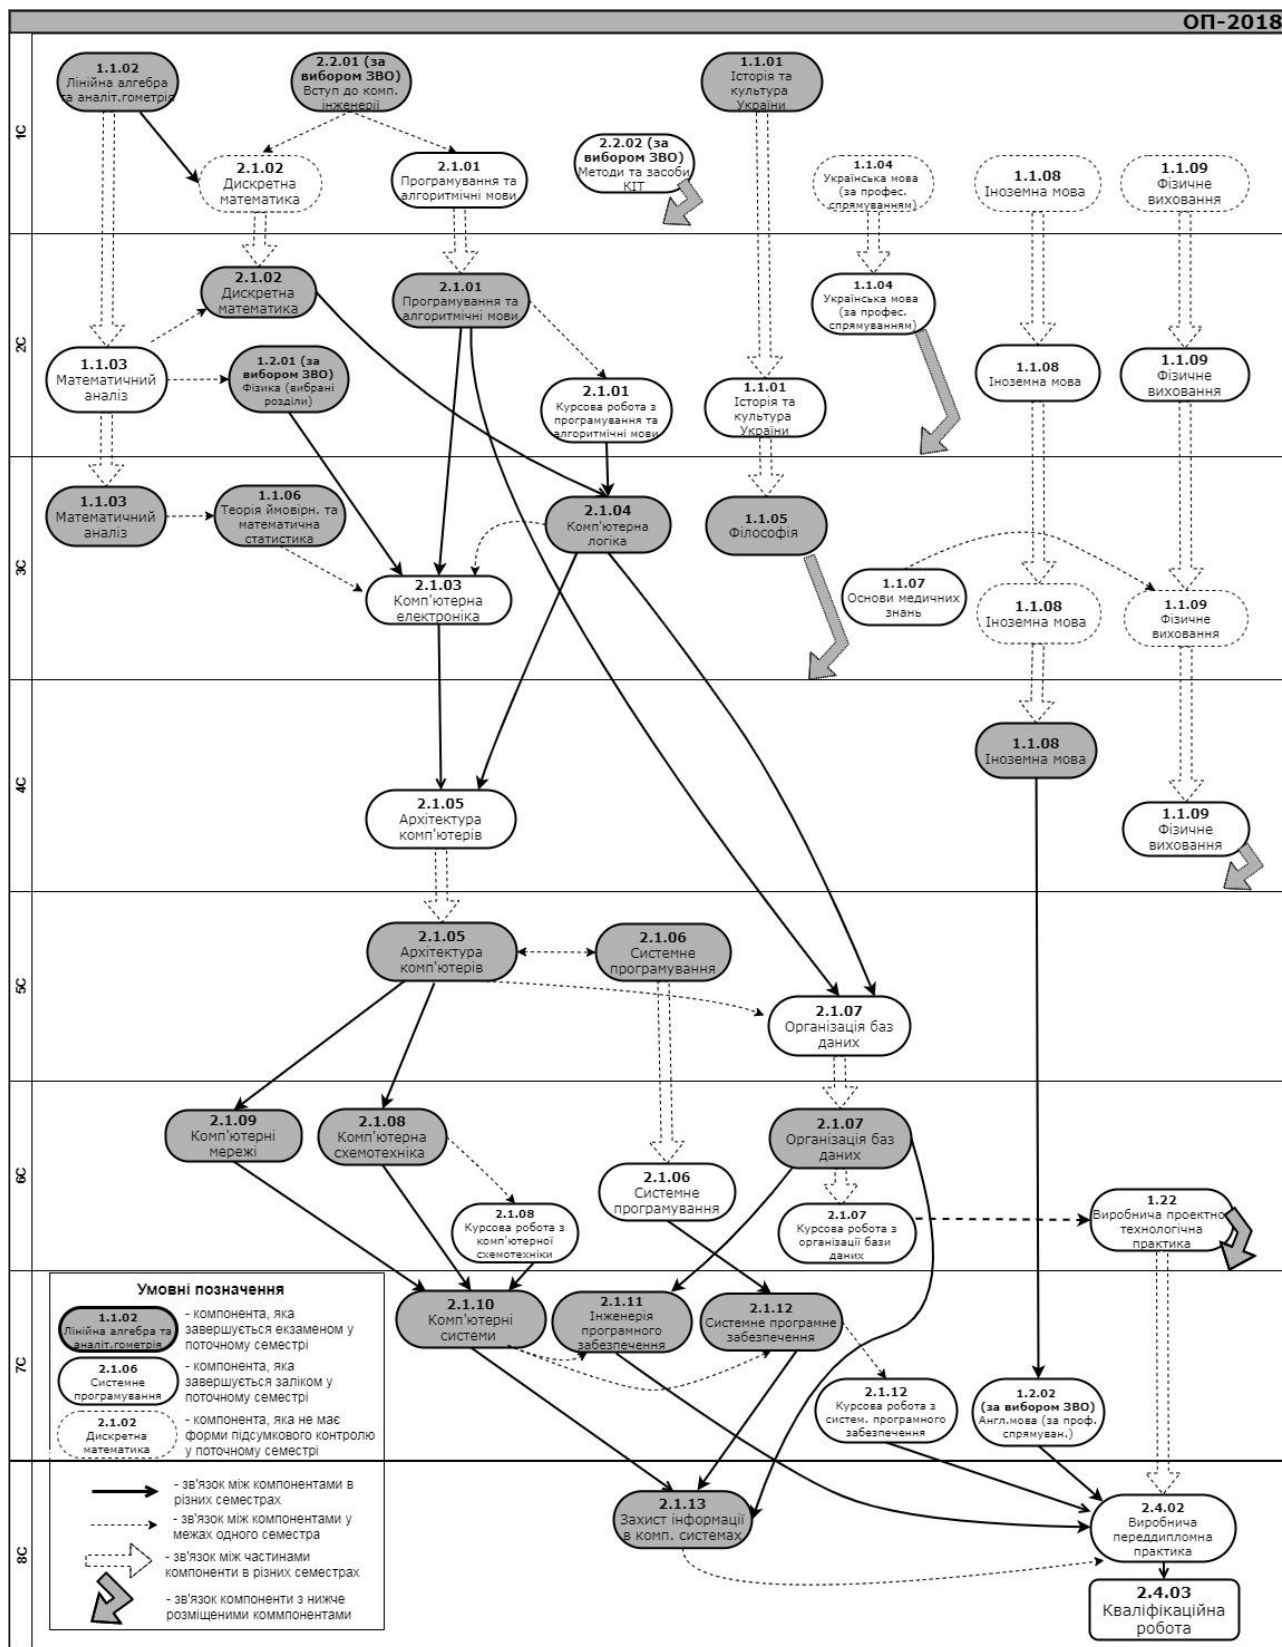 ОП-2018
1С
1.1.02
Лінійна алгебра
та аналіт.гометрія
2.2.01 (за
вибором ЗВО)
Вступ до комп.
інженерії
1.1.01
Історія та
культура
України
2.1.02
Дискретна
математика
2.1.01
Програмування та
алгоритмічні мови
2.2.02 (за
вибором ЗВО)
Методи та засоби
КІТ
1.1.04
Українська мова
(за профес.
спрямуванням)
1.1.08
Іноземна мова
1.1.09
Фізичне
виховання
2С
2.1.02
Дискретна
математика
2.1.01
Програмування та
алгоритмічні мови
1.1.04
Українська мова
(за профес.
спрямуванням)
1.1.03
Математичний
аналіз
1.2.01 (за
вибором ЗВО)
Фізика (вибрані
розділи)
2.1.01
Курсова робота з
програмування та
алгоритмічні мови
1.1.01
Історія та
культура
України
1.1.08
Іноземна мова
1.1.09
Фізичне
виховання
3С
1.1.03
Математичний
аналіз
1.1.06
Теорія ймовірн. та
математична
статистика
2.1.04
Комп'ютерна
логіка
1.1.05
Філософія
2.1.03
Комп'ютерна
електроніка
1.1.07
Основи медичних
знань
1.1.08
Іноземна мова
1.1.09
Фізичне
виховання
4С
1.1.08
Іноземна мова
2.1.05
Архітектура
комп'ютерів
1.1.09
Фізичне
виховання
5С
2.1.05
Архітектура
комп'ютерів
2.1.06
Системне
програмування
2.1.07
Організація баз
даних
6С
2.1.09
Комп'ютерні
мережі
2.1.08
Комп'ютерна
схемотехніка
2.1.07
Організація баз
даних
2.1.06
Системне
програмування
2.1.08
Курсова робота з
комп'ютерної
схемотехніки
2.1.07
Курсова робота з
організації бази
даних
1.22
Виробнича проектно
технологічна
практика
7С
2.1.10
Комп'ютерні
системи
2.1.11
Інженерія
програмного
забезпечення
2.1.12
Системне програмне
забезпечення
2.1.12
Курсова робота з
систем. програмного
забезпечення
1.2.02
(за вибором ЗВО)
Англ.мова (за проф.
спрямуван.)
8С
2.1.13
Захист інформації
в комп. системах
2.4.02
Виробнича
переддипломна
практика
2.4.03
Кваліфікаційна
робота
Умовні позначення
1.1.02
Лінійна алгебра та
аналіт.гометрія
- компонента, яка
завершується екзаменом у
поточному семестрі
2.1.06
Системне
програмування
- компонента, яка
завершується заліком у
поточному семестрі
2.1.02
Дискретна
математика
- компонента, яка не має
форми підсумкового контролю
у поточному семестрі
- зв'язок між компонентами в
різних семестрах
- зв'язок між компонентами у
межах одного семестра
- зв'язок між частинами
компоненти в різних семестрах
- зв'язок компоненти з нижче
розміщеними коммпонентами